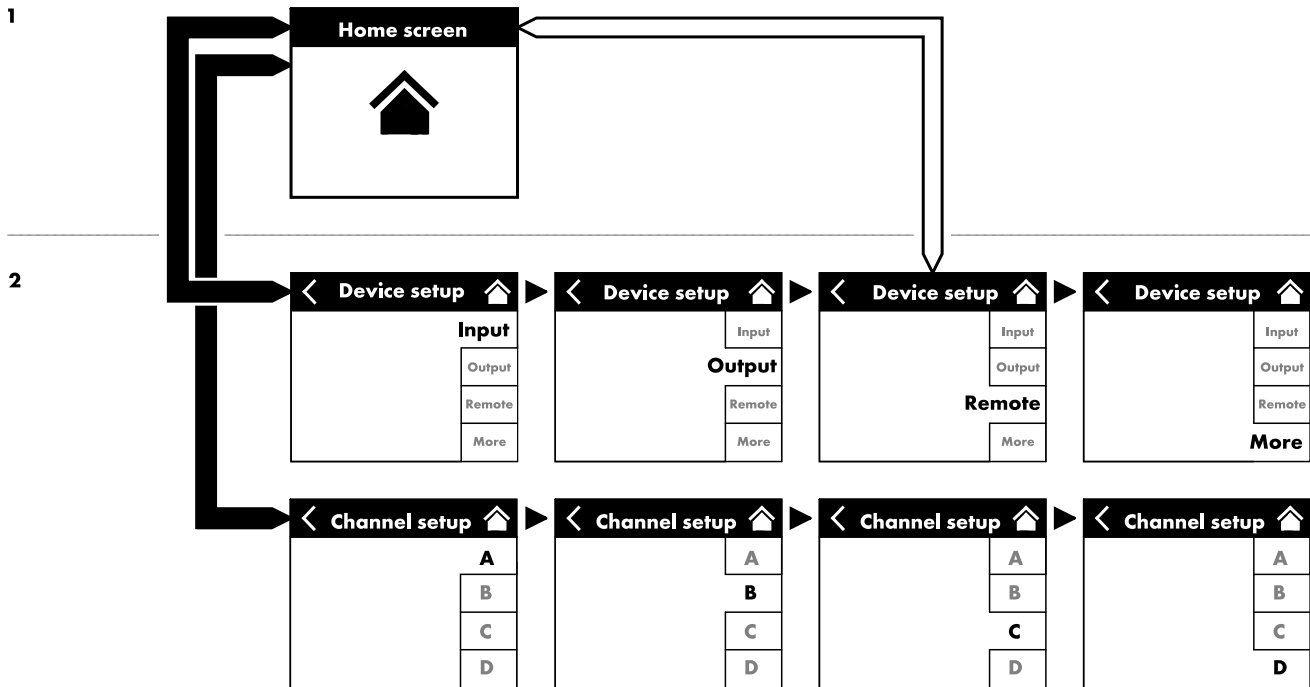 1
Home screen
2
Device setup
Input
Output
Remote
More
Device setup
Input
Output
Remote
More
Device setup
Input
Output
Remote
More
Device setup
Input
Output
Remote
More
Channel setup
A
B
C
D
Channel setup
A
B
C
D
Channel setup
A
B
C
D
Channel setup
A
B
C
D